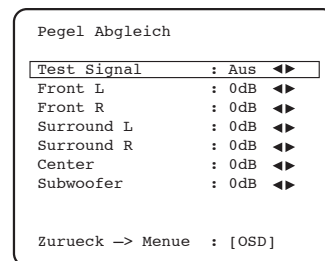 Pegel Abgleich
Test Signal : Aus ◀▶
Front L : 0dB ◀▶
Front R : 0dB ◀▶
Surround L : 0dB ◀▶
Surround R : 0dB ◀▶
Center : 0dB ◀▶
Subwoofer : 0dB ◀▶
Zurueck —> Menue : [OSD]